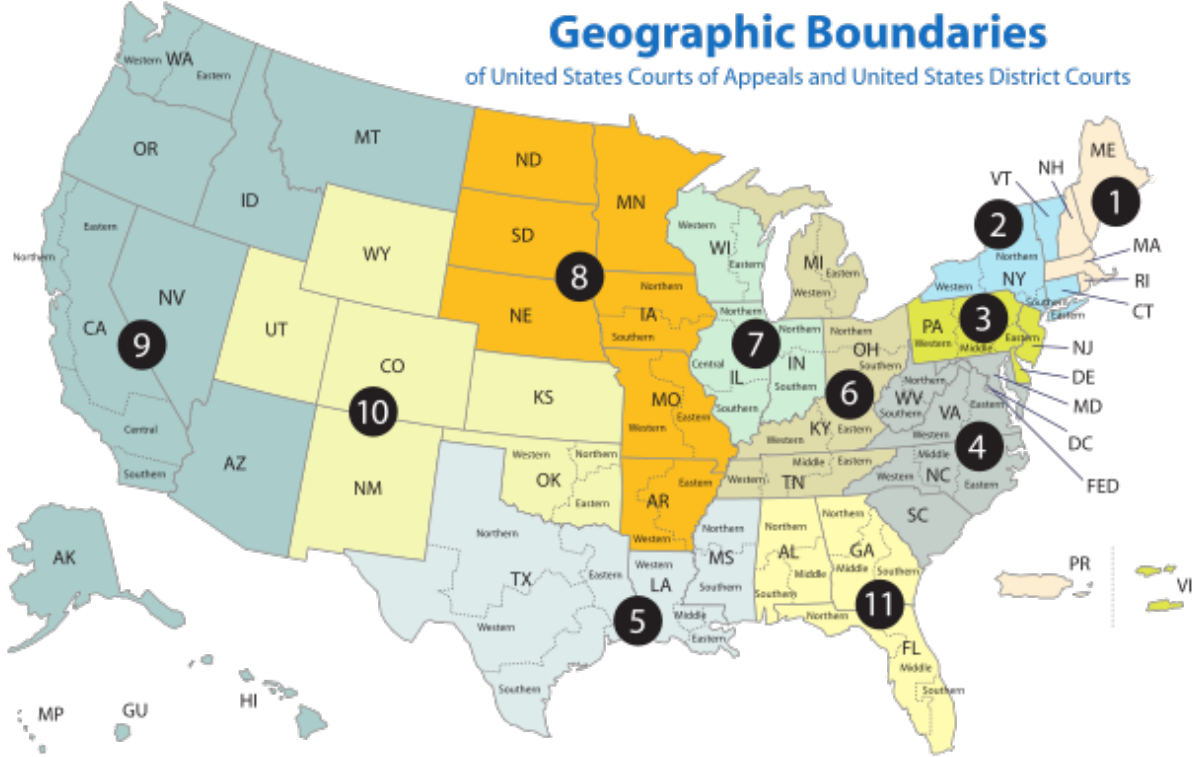 Geographic Boundaries
of United States Courts of Appeals and United States District Courts
Western WA
Eastern
OR
MT
ID
ND
MN
SD
8
NE
WY
Northern
Eastern
NV
CA
9
Central
Southern
UT
CO
10
KS
AZ
NM
Western
Northern
OK
Eastern
Northern
IA
Southern
MO
Eastern
Western
Eastern
AR
Western
Western
WI
Eastern
MI
Eastern
Western
Northern
7
Central
IL
Southern
Northern
IN
Southern
Northern
OH
Southern
6
KY
Western
Eastern
Middle
Eastern
Western
TN
ME
NH
VT
1
2
Northern
MA
NY
Western
RI
Southern
Eastern
CT
PA
3
Western
Middle
Eastern
NJ
DE
MD
DC
FED
Northern
WV
Southern
VA
Eastern
Western
4
Middle
Western
NC
Eastern
SC
Northern
TX
Eastern
Western
Southern
Western
LA
5
Middle
Eastern
Northern
MS
Southern
Northern
AL
Middle
Southern
Northern
GA
Middle
Southern
11
Northern
FL
Middle
Southern
AK
HI
MP
GU
PR
VI